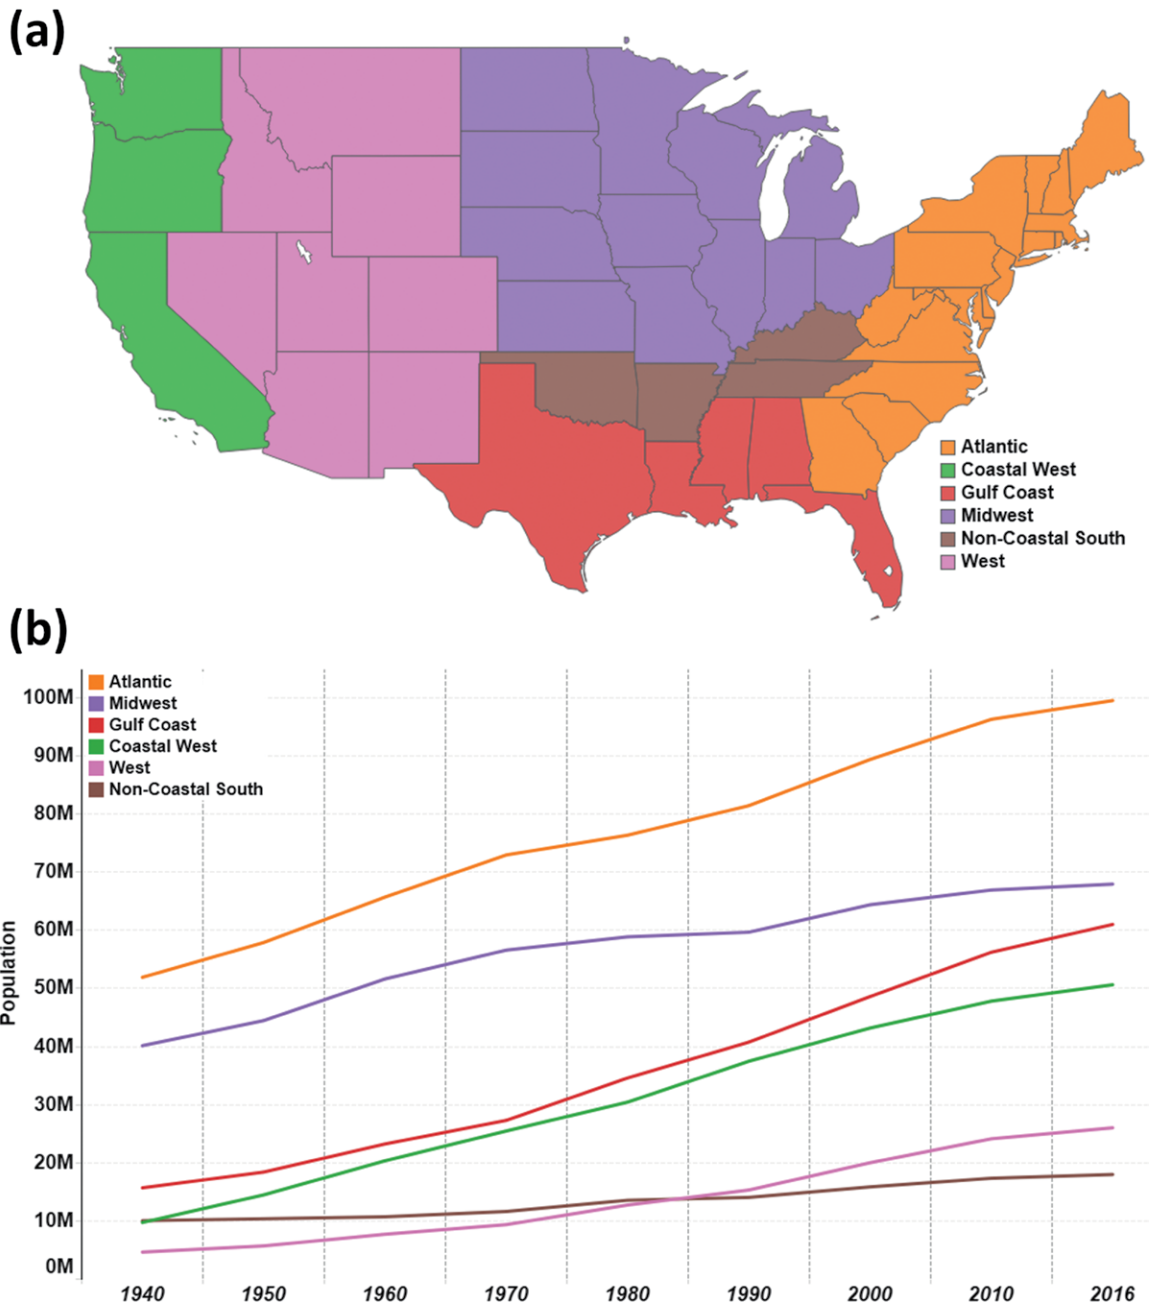 (a)
Atlantic
Coastal West
Gulf Coast
Midwest
Non-Coastal South
West
(b)
Atlantic
Midwest
Gulf Coast
Coastal West
West
Non-Coastal South
100M
90M
80M
70M
60M
50M
40M
30M
20M
10M
0M
Population
1940 1950 1960 1970 1980 1990 2000 2010 2016